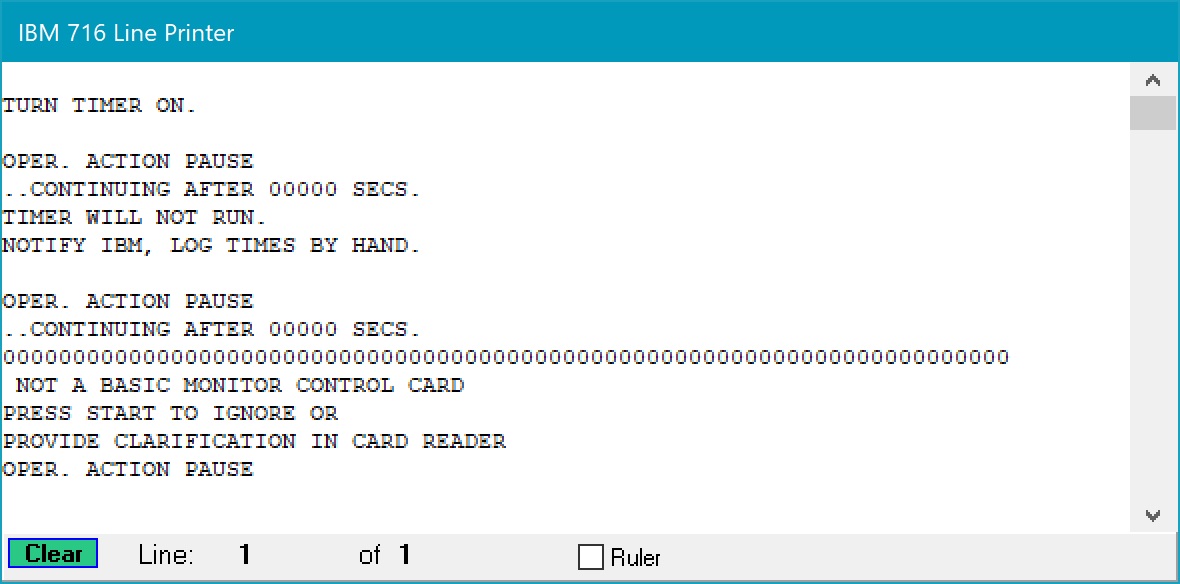 IBM 716 Line Printer
TURN TIMER ON.
OPER. ACTION PAUSE
..CONTINUING AFTER 00000 SECS.
TIMER WILL NOT RUN.
NOTIFY IBM, LOG TIMES BY HAND.
OPER. ACTION PAUSE
..CONTINUING AFTER 00000 SECS.
000000000000000000000000000000000000000000000000000000000000000000000000
NOT A BASIC MONITOR CONTROL CARD
PRESS START TO IGNORE OR
PROVIDE CLARIFICATION IN CARD READER
OPER. ACTION PAUSE
Clear Line: 1 of 1 Ruler